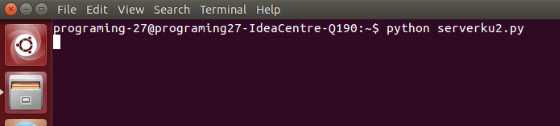 File Edit View Search Terminal Help
programing-27@programing27-IdeaCentre-Q190:~$ python serverku2.py